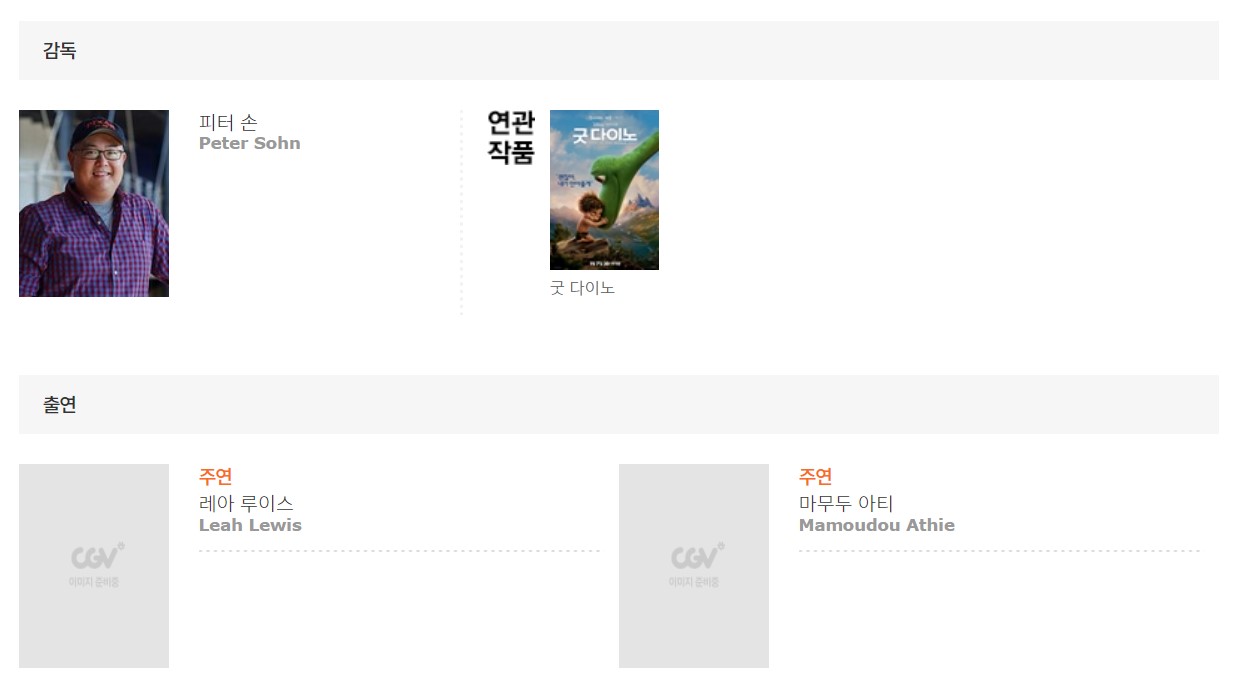 감독
피터 손
Peter Sohn
연관
작품
굿 다이노
굿 다이노
출연
주연
레아 루이스
Leah Lewis
CGV
이미지 준비중
주연
마무두 아티
Mamoudou Athie
CGV
이미지 준비중